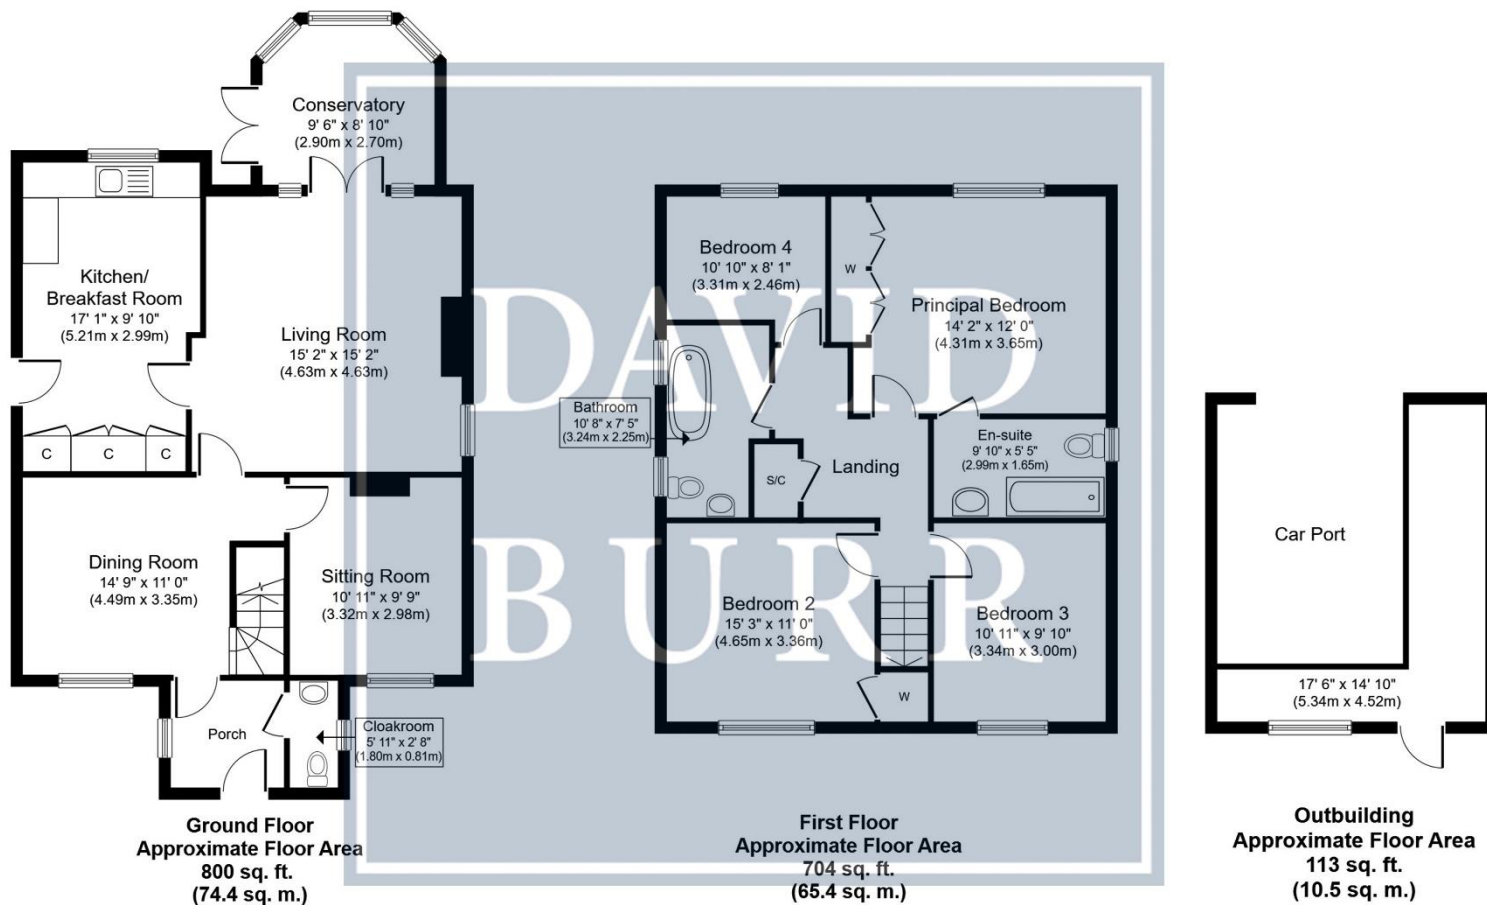 Conservatory
9' 6" x 8' 10"
(2.90m x 2.70m)
Kitchen/
Breakfast Room
17' 1" x 9' 10"
(5.21m x 2.99m)
Living Room
15' 2" x 15' 2"
(4.63m x 4.63m)
C
C
C
Dining Room
14' 9" x 11' 0"
(4.49m x 3.35m)
Sitting Room
10' 11" x 9' 9"
(3.32m x 2.98m)
Porch
Cloakroom
5' 11" x 2' 8"
(1.80m x 0.81m)
Ground Floor
Approximate Floor Area
800 sq. ft.
(74.4 sq. m.)
DAVID
BURR
Bedroom 4
10' 10" x 8' 1"
(3.31m x 2.46m)
W
Principal Bedroom
14' 2" x 12' 0"
(4.31m x 3.65m)
Bathroom
10' 8" x 7' 5"
(3.24m x 2.25m)
En-suite
9' 10" x 5' 5"
(2.99m x 1.65m)
Landing
S/C
Bedroom 2
15' 3" x 11' 0"
(4.65m x 3.36m)
Bedroom 3
10' 11" x 9' 10"
(3.34m x 3.00m)
W
First Floor
Approximate Floor Area
704 sq. ft.
(65.4 sq. m.)
Car Port
17' 6" x 14' 10"
(5.34m x 4.52m)
Outbuilding
Approximate Floor Area
113 sq. ft.
(10.5 sq. m.)